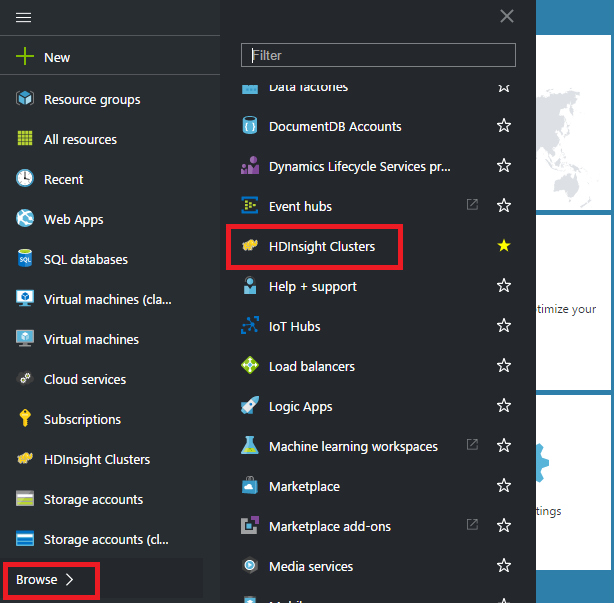 New
Resource groups
All resources
Recent
Web Apps
SQL databases
Virtual machines (cla...
Virtual machines
Cloud services
Subscriptions
HDInsight Clusters
Storage accounts
Storage accounts (cl...
Browse
Filter
Data factories
DocumentDB Accounts
Dynamics Lifecycle Services pr...
Event hubs
HDInsight Clusters
Help + support
IoT Hubs
Load balancers
Logic Apps
Machine learning workspaces
Marketplace
Marketplace add-ons
Media services
timize your
tings